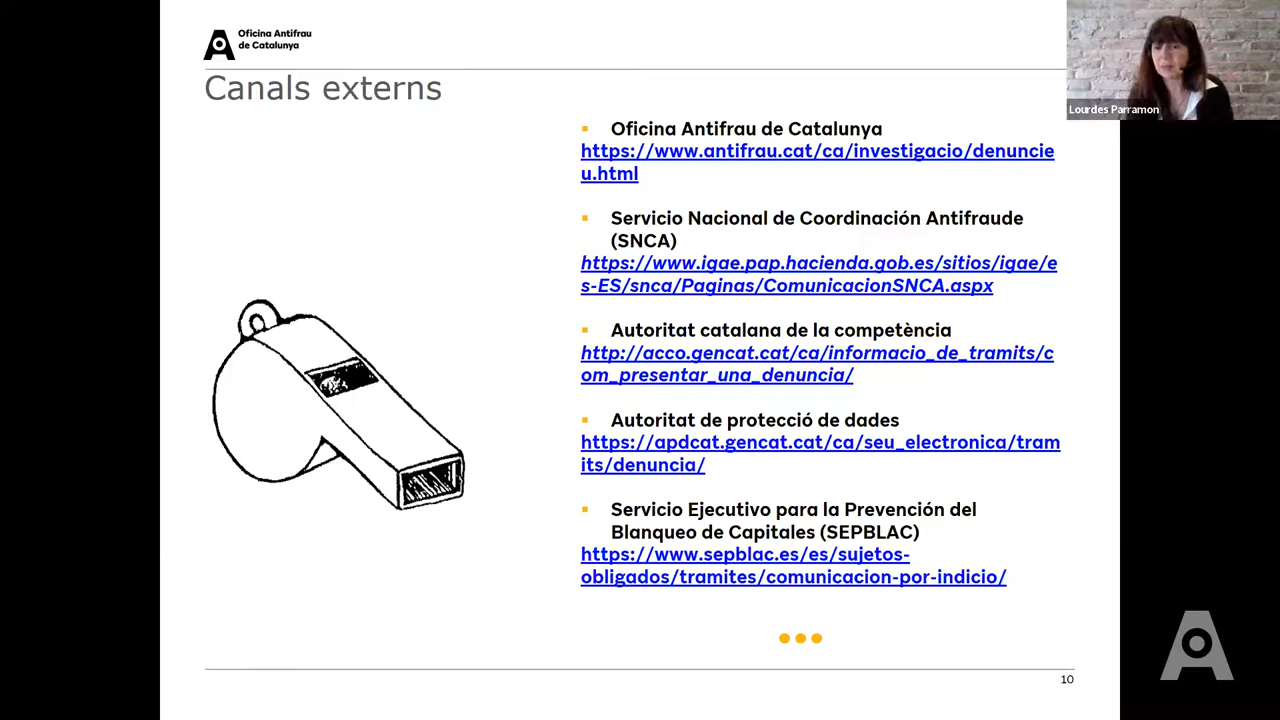 Oficina Antifrau
de Catalunya
Canals externs
Lourdes Parramon
▪ Oficina Antifrau de Catalunya
https://www.antifrau.cat/ca/investigacio/denuncie
u.html
▪ Servicio Nacional de Coordinación Antifraude
(SNCA)
https://www.igae.pap.hacienda.gob.es/sitios/igae/e
s-ES/snca/Paginas/ComunicacionSNCA.aspx
▪ Autoritat catalana de la competència
http://acco.gencat.cat/ca/informacio_de_tramits/c
om_presentar_una_denuncia/
▪ Autoritat de protecció de dades
https://apdcat.gencat.cat/ca/seu_electronica/tram
its/denuncia/
▪ Servicio Ejecutivo para la Prevención del
Blanqueo de Capitales (SEPBLAC)
https://www.sepblac.es/es/sujetos-
obligados/tramites/comunicacion-por-indicio/
●●●
10